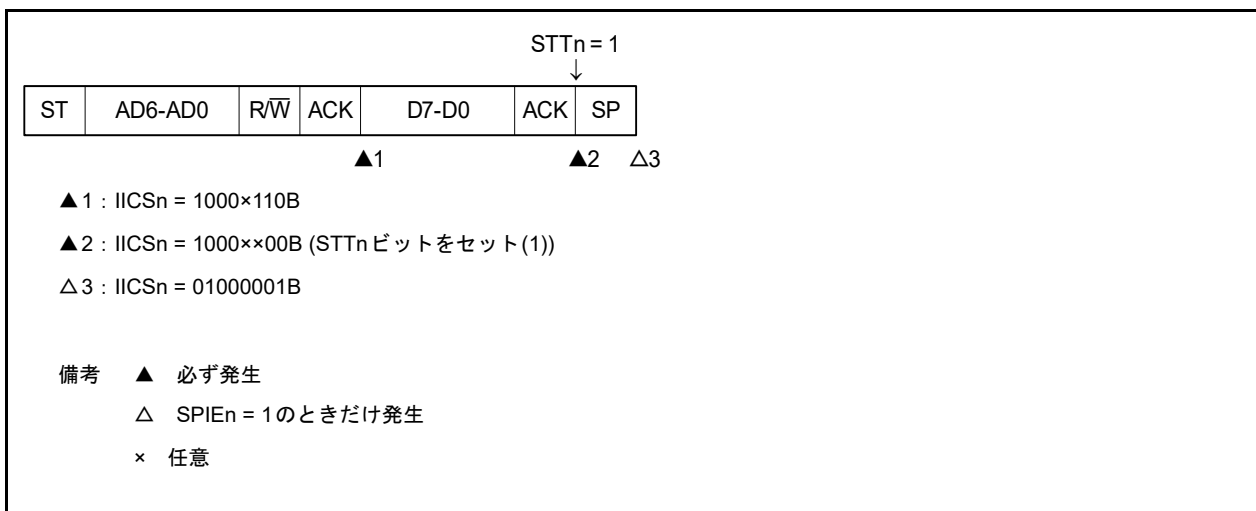 STTn = 1
↓
ST AD6-AD0 R/W̅ ACK D7-D0 ACK SP
▲1 ▲2 △3
▲1：IICSn = 1000×110B
▲2：IICSn = 1000××00B (STTnビットをセット(1))
△3：IICSn = 01000001B
備考 ▲ 必ず発生
△ SPIEn = 1のときだけ発生
× 任意